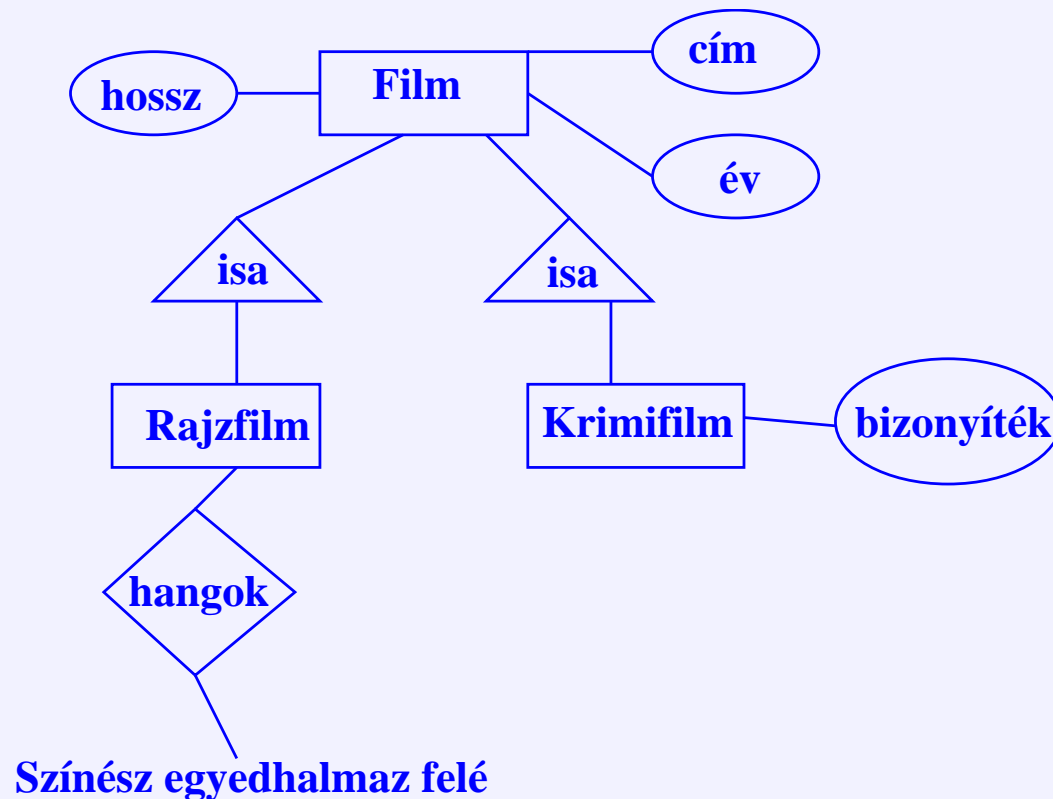 cím
Film
hossz
év
isa
isa
Rajzfilm
Krimifilm
bizonyíték
hangok
Színész egyedhalmaz felé